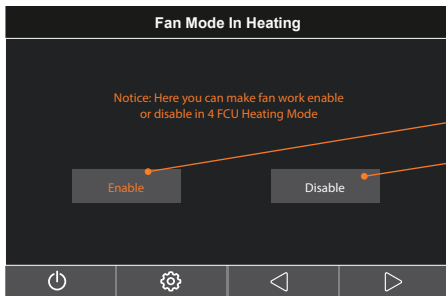 Fan Mode In Heating
Notice: Here you can make fan work enable
or disable in 4 FCU Heating Mode
Enable
Disable